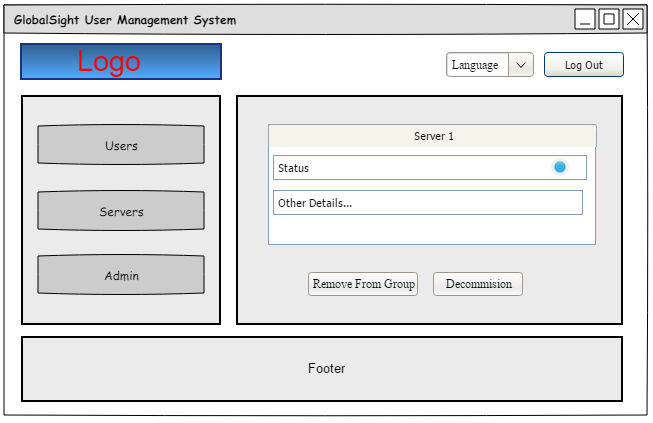 GlobalSight User Management System
Logo
Language
Log Out
Users
Servers
Admin
Server 1
Status
Other Details...
Remove From Group
Decommision
Footer